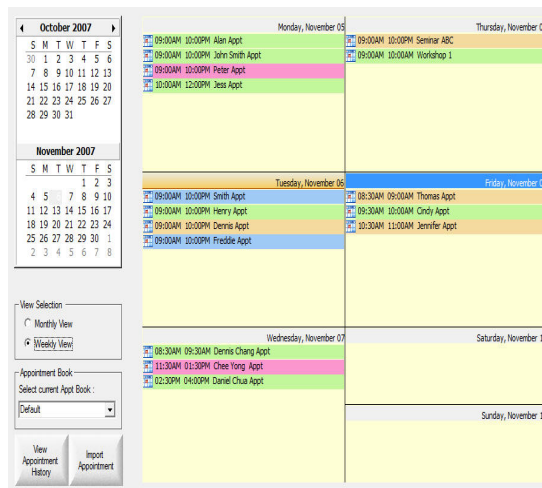 October 2007
S M T W T F S
30 1 2 3 4 5 6
7 8 9 10 11 12 13
14 15 16 17 18 19 20
21 22 23 24 25 26 27
28 29 30 31
November 2007
S M T W T F S
1 2 3
4 5 7 8 9 10
11 12 13 14 15 16 17
18 19 20 21 22 23 24
25 26 27 28 29 30 1
2 3 4 5 6 7 8
View Selection
Monthly View
Weekly View
Appointment Book
Select current Appt Book :
Default
View Appointment History
Import Appointment
Monday, November 05
09:00AM 10:00PM Alan Appt
09:00AM 10:00PM John Smith Appt
09:00AM 10:00PM Peter Appt
10:00AM 12:00PM Jess Appt
Tuesday, November 06
09:00AM 10:00PM Smith Appt
09:00AM 10:00PM Henry Appt
09:00AM 10:00PM Dennis Appt
09:00AM 10:00PM Freddie Appt
Wednesday, November 07
08:30AM 09:30AM Dennis Chang Appt
11:30AM 01:30PM Chee Yong Appt
02:30PM 04:00PM Daniel Chua Appt
Thursday, November 0
09:00AM 10:00PM Seminar ABC
09:00AM 10:00AM Workshop 1
Friday, November 0
08:30AM 09:00AM Thomas Appt
09:30AM 10:00AM Cindy Appt
10:30AM 11:00AM Jennifer Appt
Saturday, November 1
Sunday, November 1